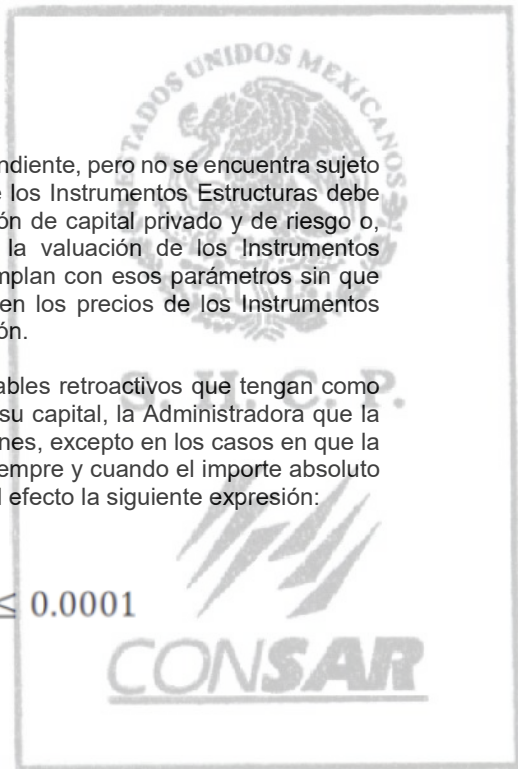 ESTADOS UNIDOS MEXICANOS
ndiente, pero no se encuentra sujeto
e los Instrumentos Estructuras debe
ón de capital privado y de riesgo o,
la valuación de los Instrumentos
mplan con esos parámetros sin que
en los precios de los Instrumentos
ón.
S. H. C. P.
ables retroactivos que tengan como
su capital, la Administradora que la
nes, excepto en los casos en que la
empre y cuando el importe absoluto
l efecto la siguiente expresión:
≤ 0.0001
CONSAR